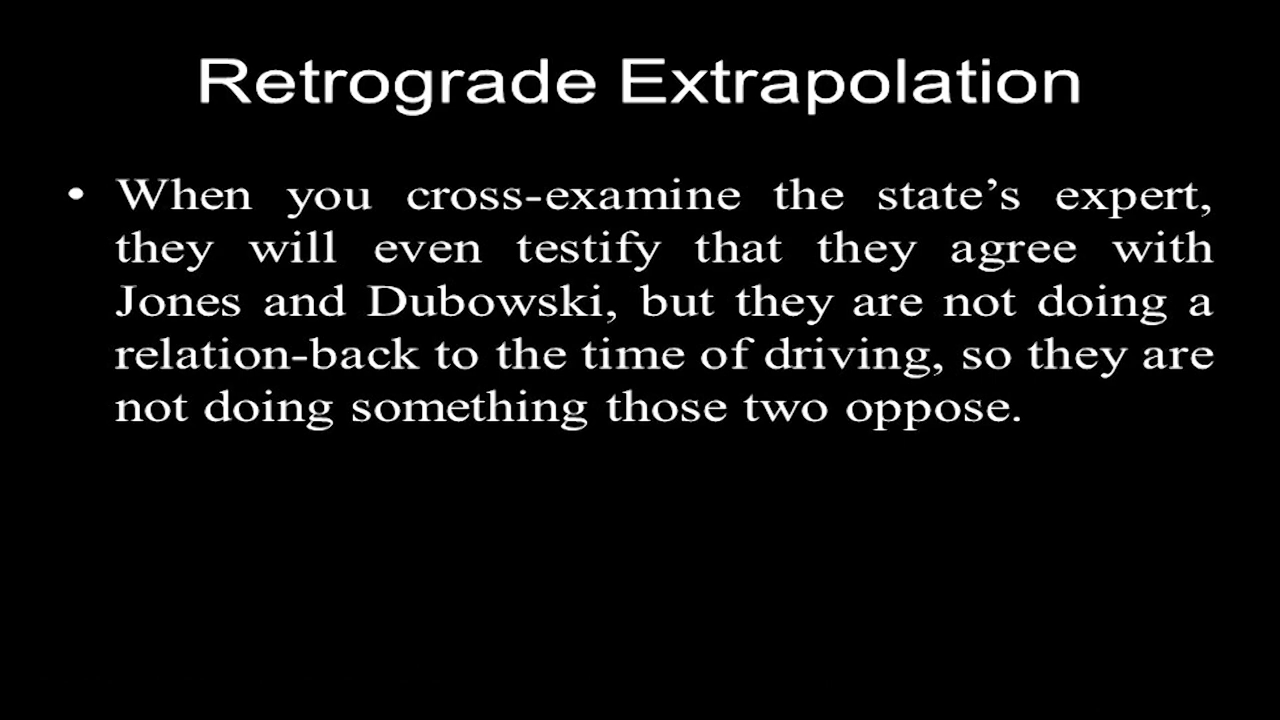 Retrograde Extrapolation
• When you cross-examine the state’s expert,
they will even testify that they agree with
Jones and Dubowski, but they are not doing a
relation-back to the time of driving, so they are
not doing something those two oppose.